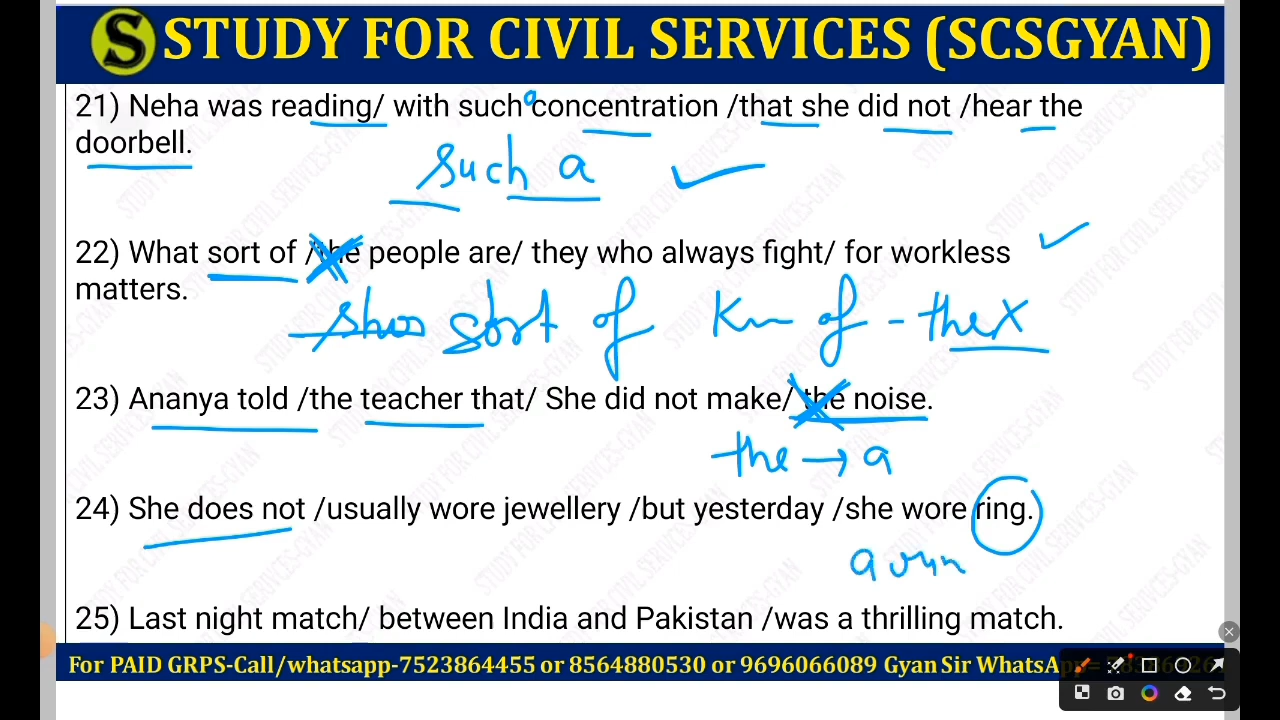 S STUDY FOR CIVIL SERVICES (SCSGYAN)
21) Neha was reading/ with such a concentration /that she did not /hear the
doorbell.
such a
22) What sort of /the people are/ they who always fight/ for workless
matters.
sort of of - the x
23) Ananya told /the teacher that/ She did not make/ the noise.
the → a
24) She does not /usually wore jewellery /but yesterday /she wore ring.
a
25) Last night match/ between India and Pakistan /was a thrilling match.
For PAID GRPS-Call/whatsapp-7523864455 or 8564880530 or 9696066089 Gyan Sir WhatsApp